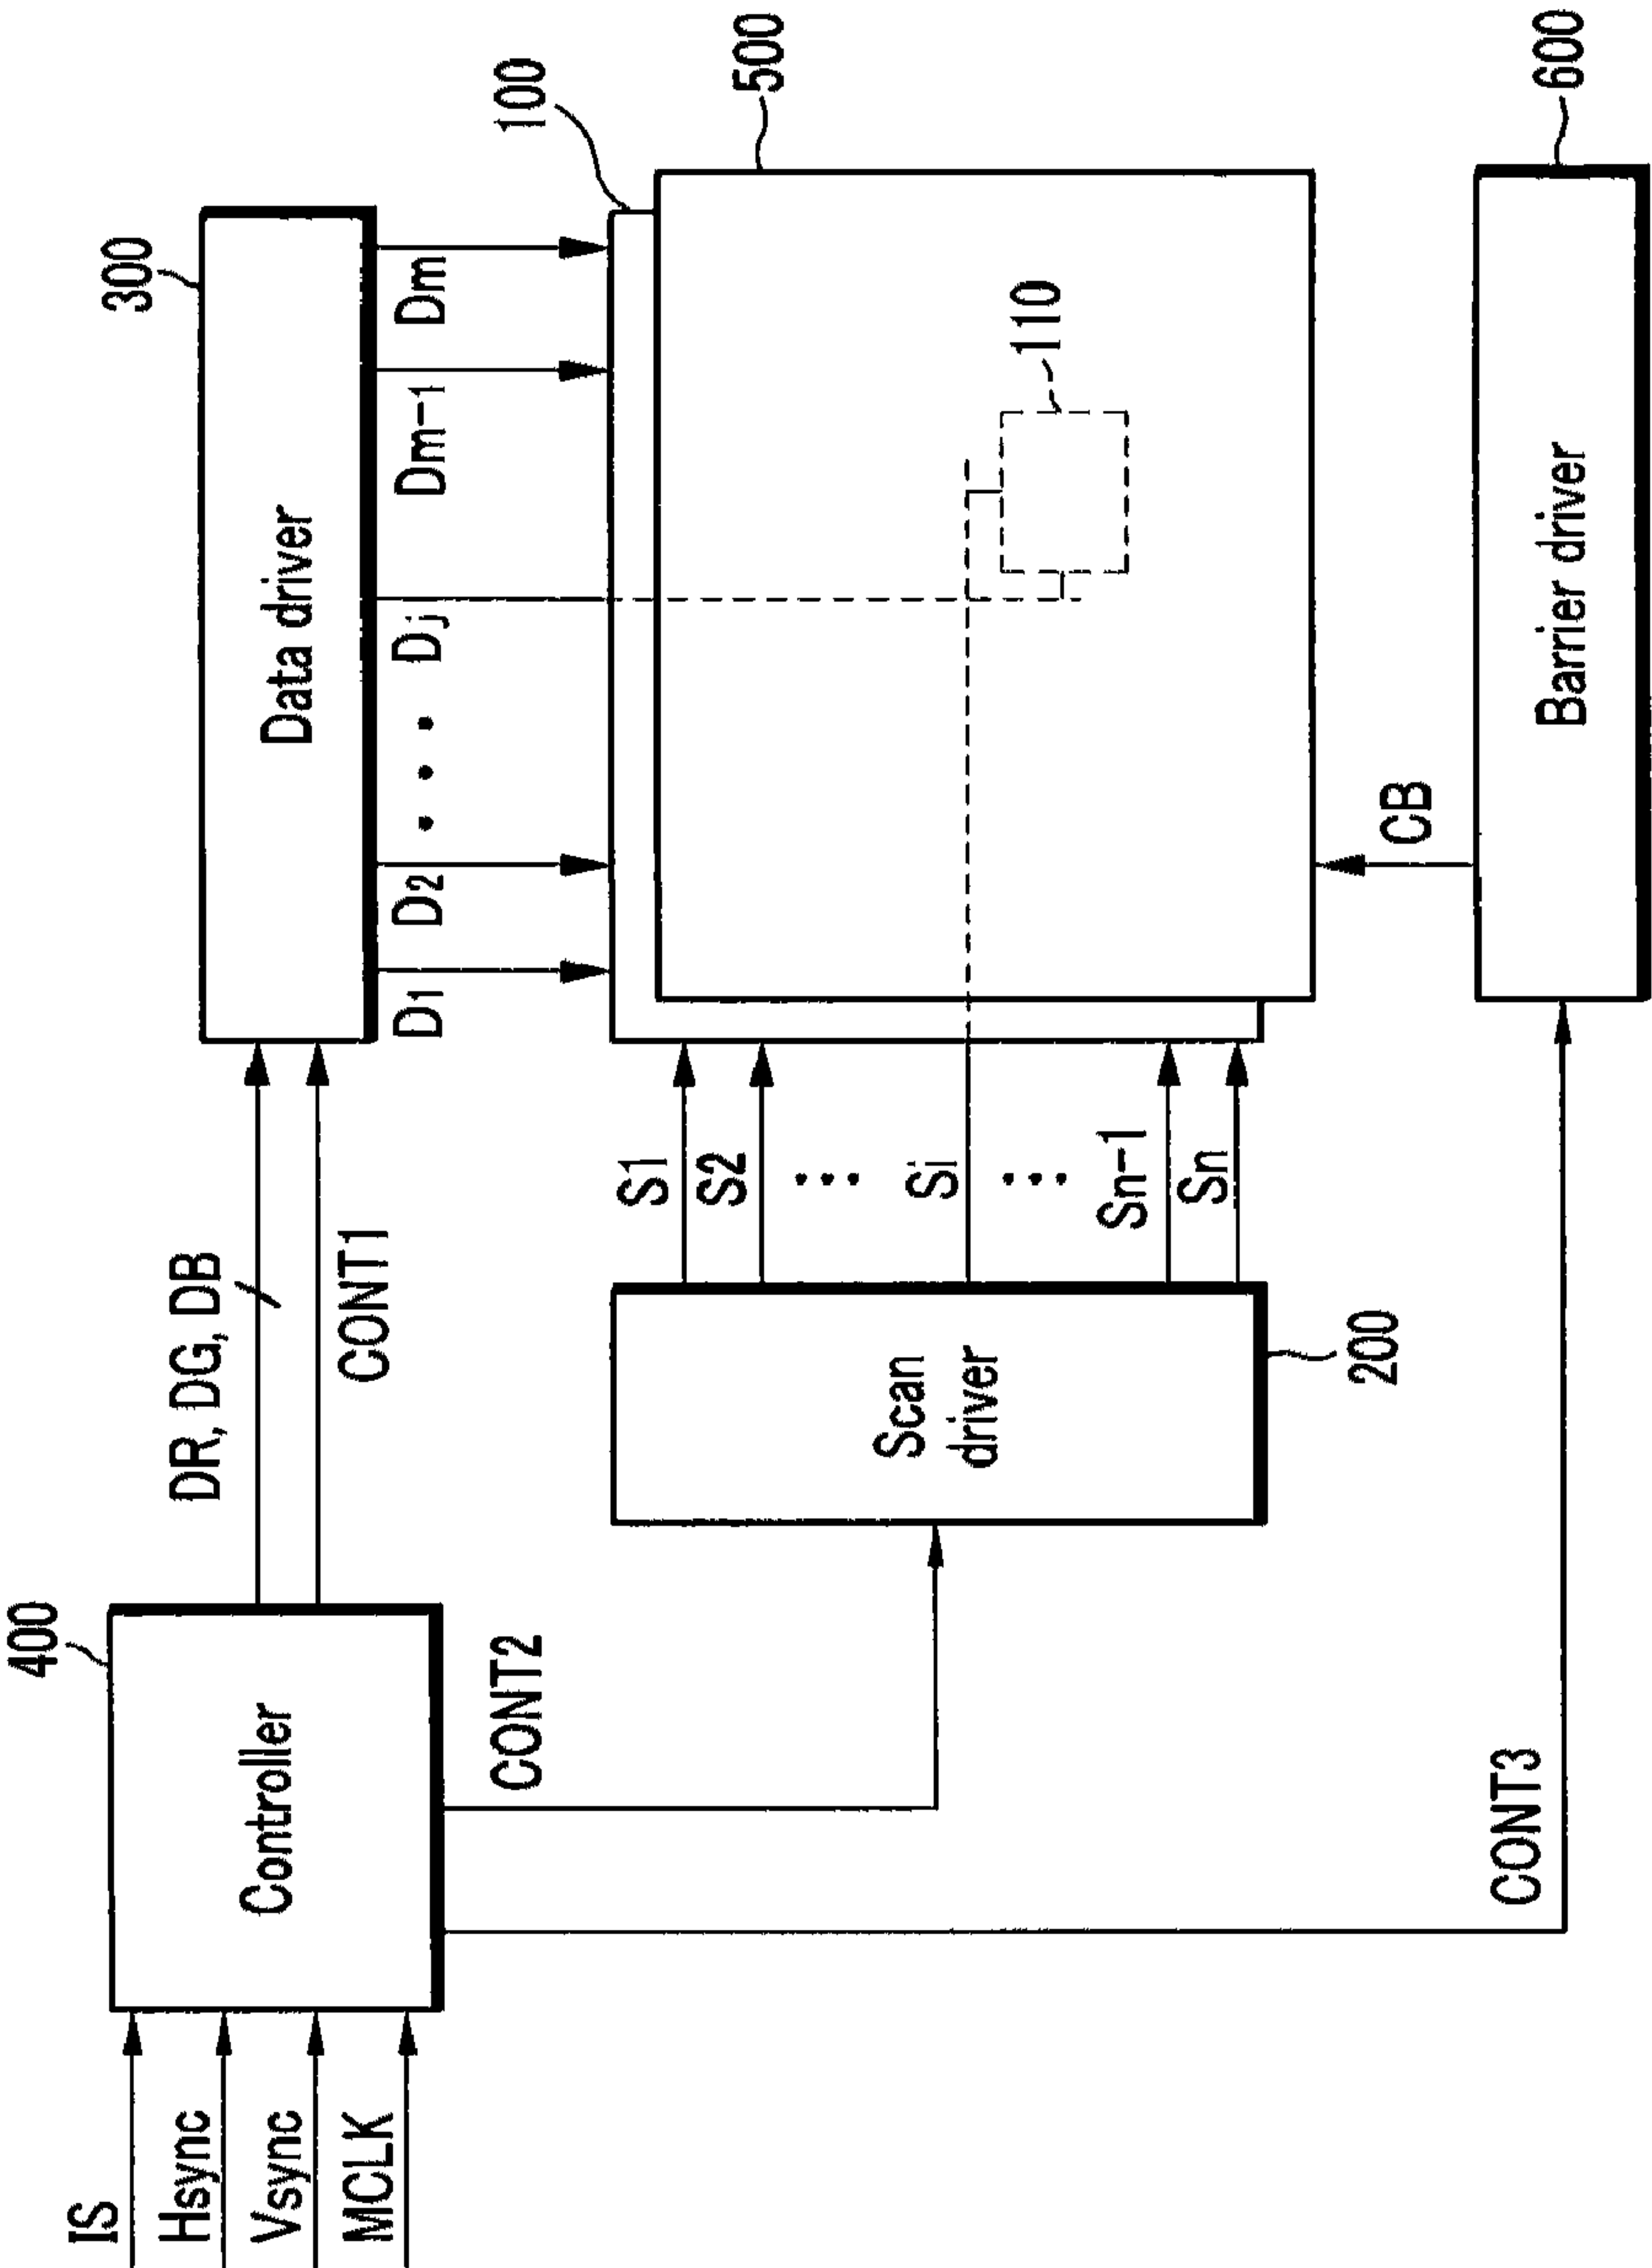 IS
Hsync
Vsync
MCLK
400
Controller
DR, DG, DB
CONT1
CONT2
CONT3
300
Data driver
D1
D2
• • •
Dj
Dm-1
Dm
100
500
110
S1
S2
⋮
Si
⋮
Sn-1
Sn
Scan
driver
200
CB
Barrier driver
600